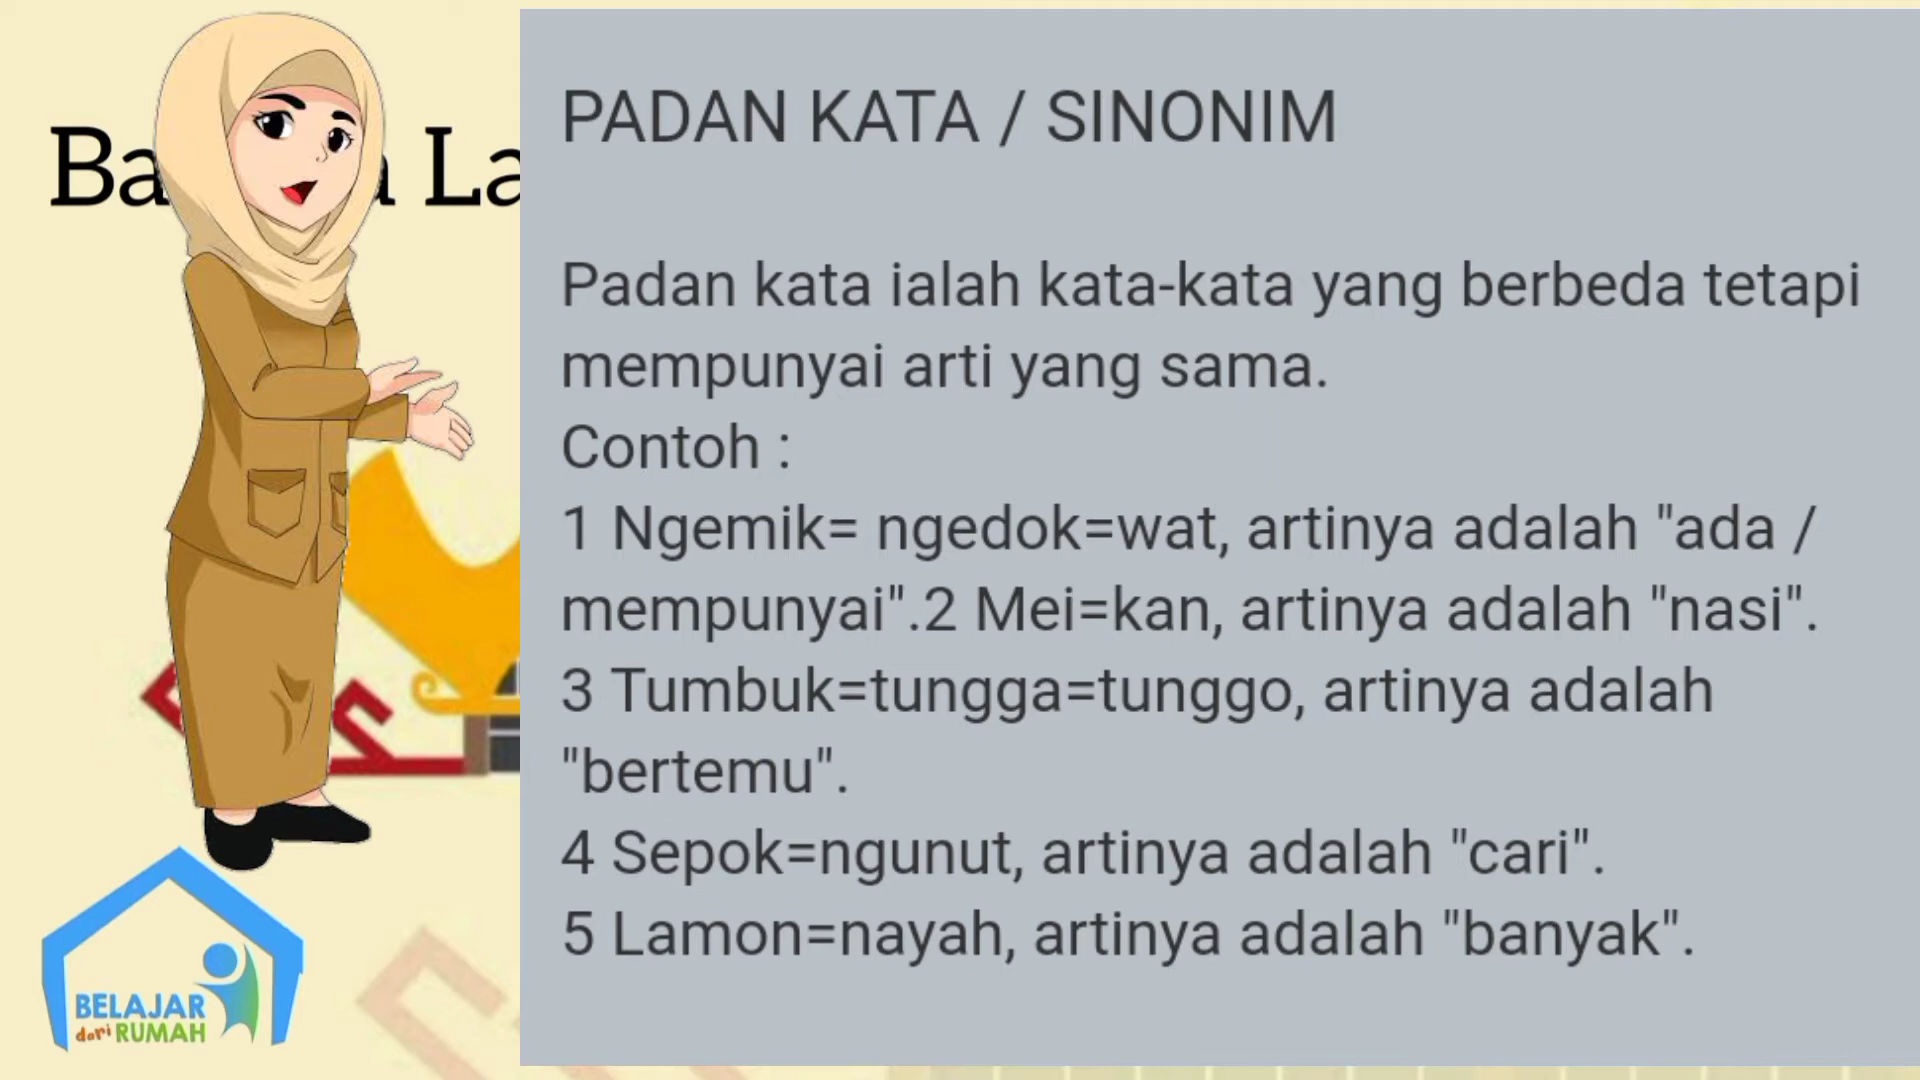 PADAN KATA / SINONIM
Padan kata ialah kata-kata yang berbeda tetapi
mempunyai arti yang sama.
Contoh :
1 Ngemik= ngedok=wat, artinya adalah "ada /
mempunyai".2 Mei=kan, artinya adalah "nasi".
3 Tumbuk=tungga=tunggo, artinya adalah
"bertemu".
4 Sepok=ngunut, artinya adalah "cari".
5 Lamon=nayah, artinya adalah "banyak".
BELAJAR
dari RUMAH